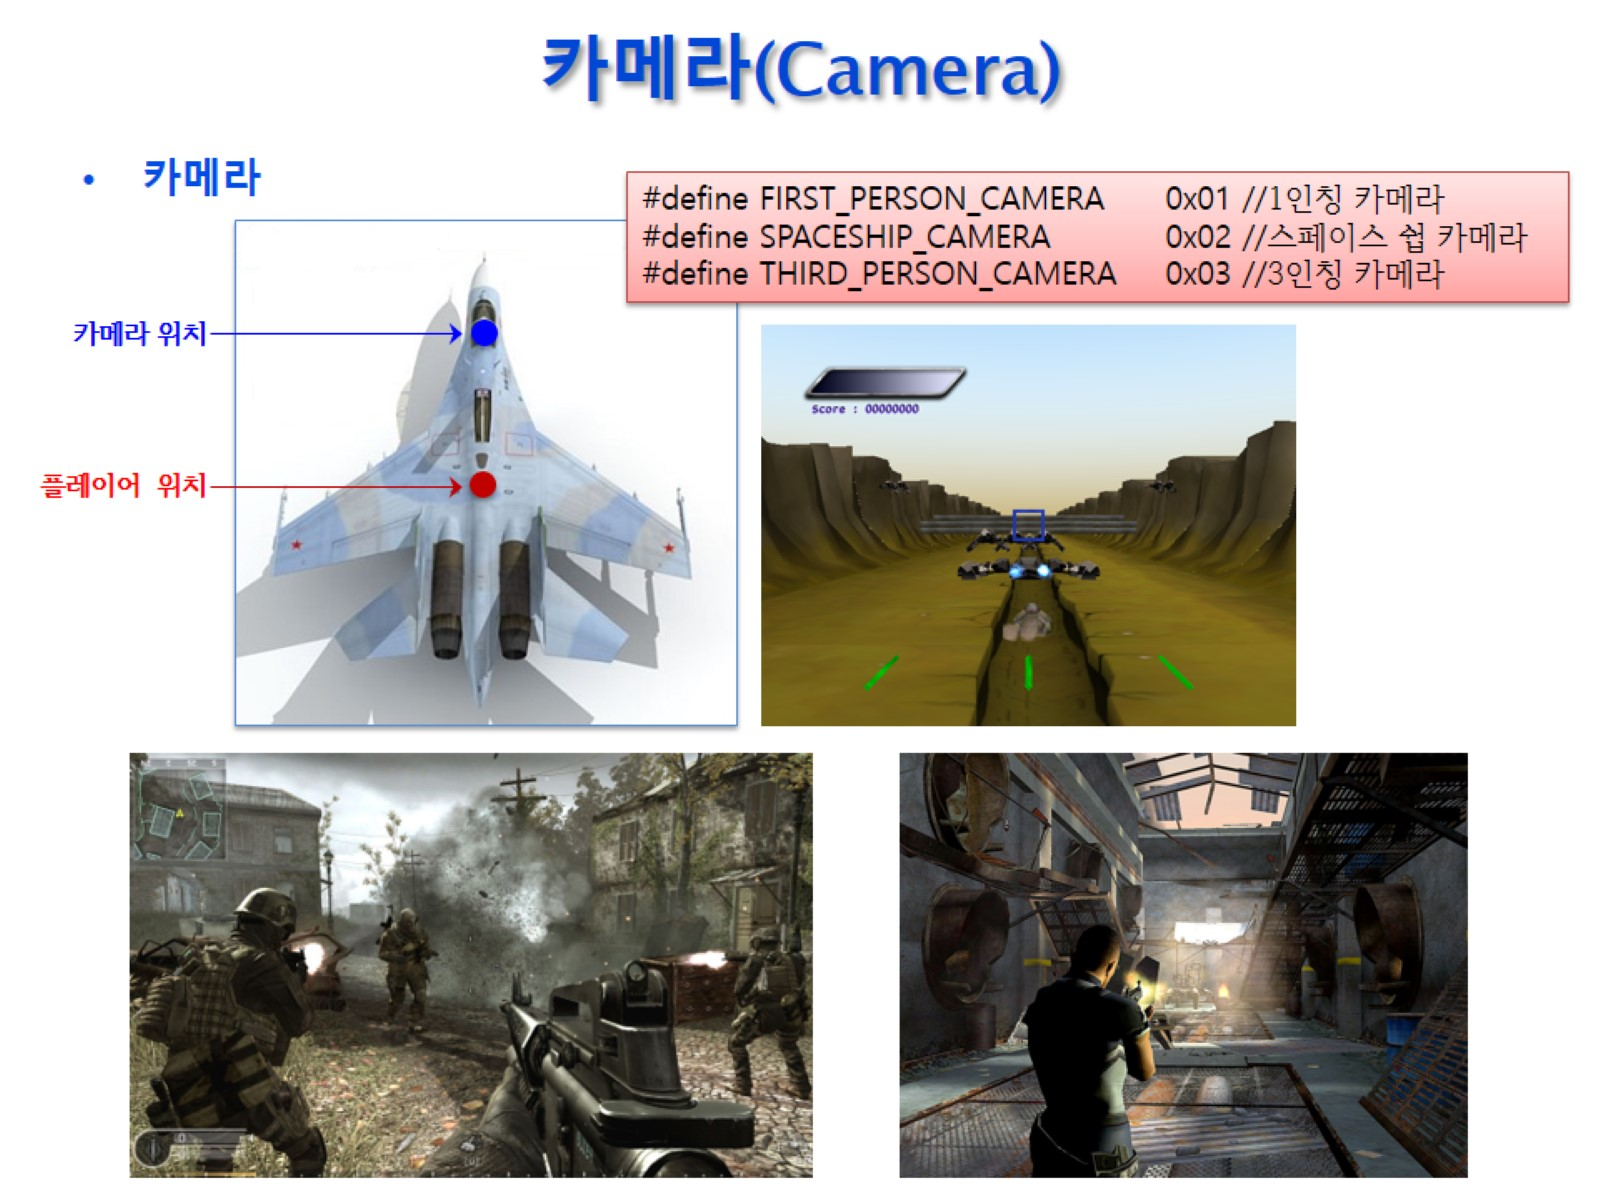 카메라(Camera)
• 카메라
#define FIRST_PERSON_CAMERA 0x01 //1인칭 카메라
#define SPACESHIP_CAMERA 0x02 //스페이스 쉽 카메라
#define THIRD_PERSON_CAMERA 0x03 //3인칭 카메라
카메라 위치
플레이어 위치
Score : 00000000
A